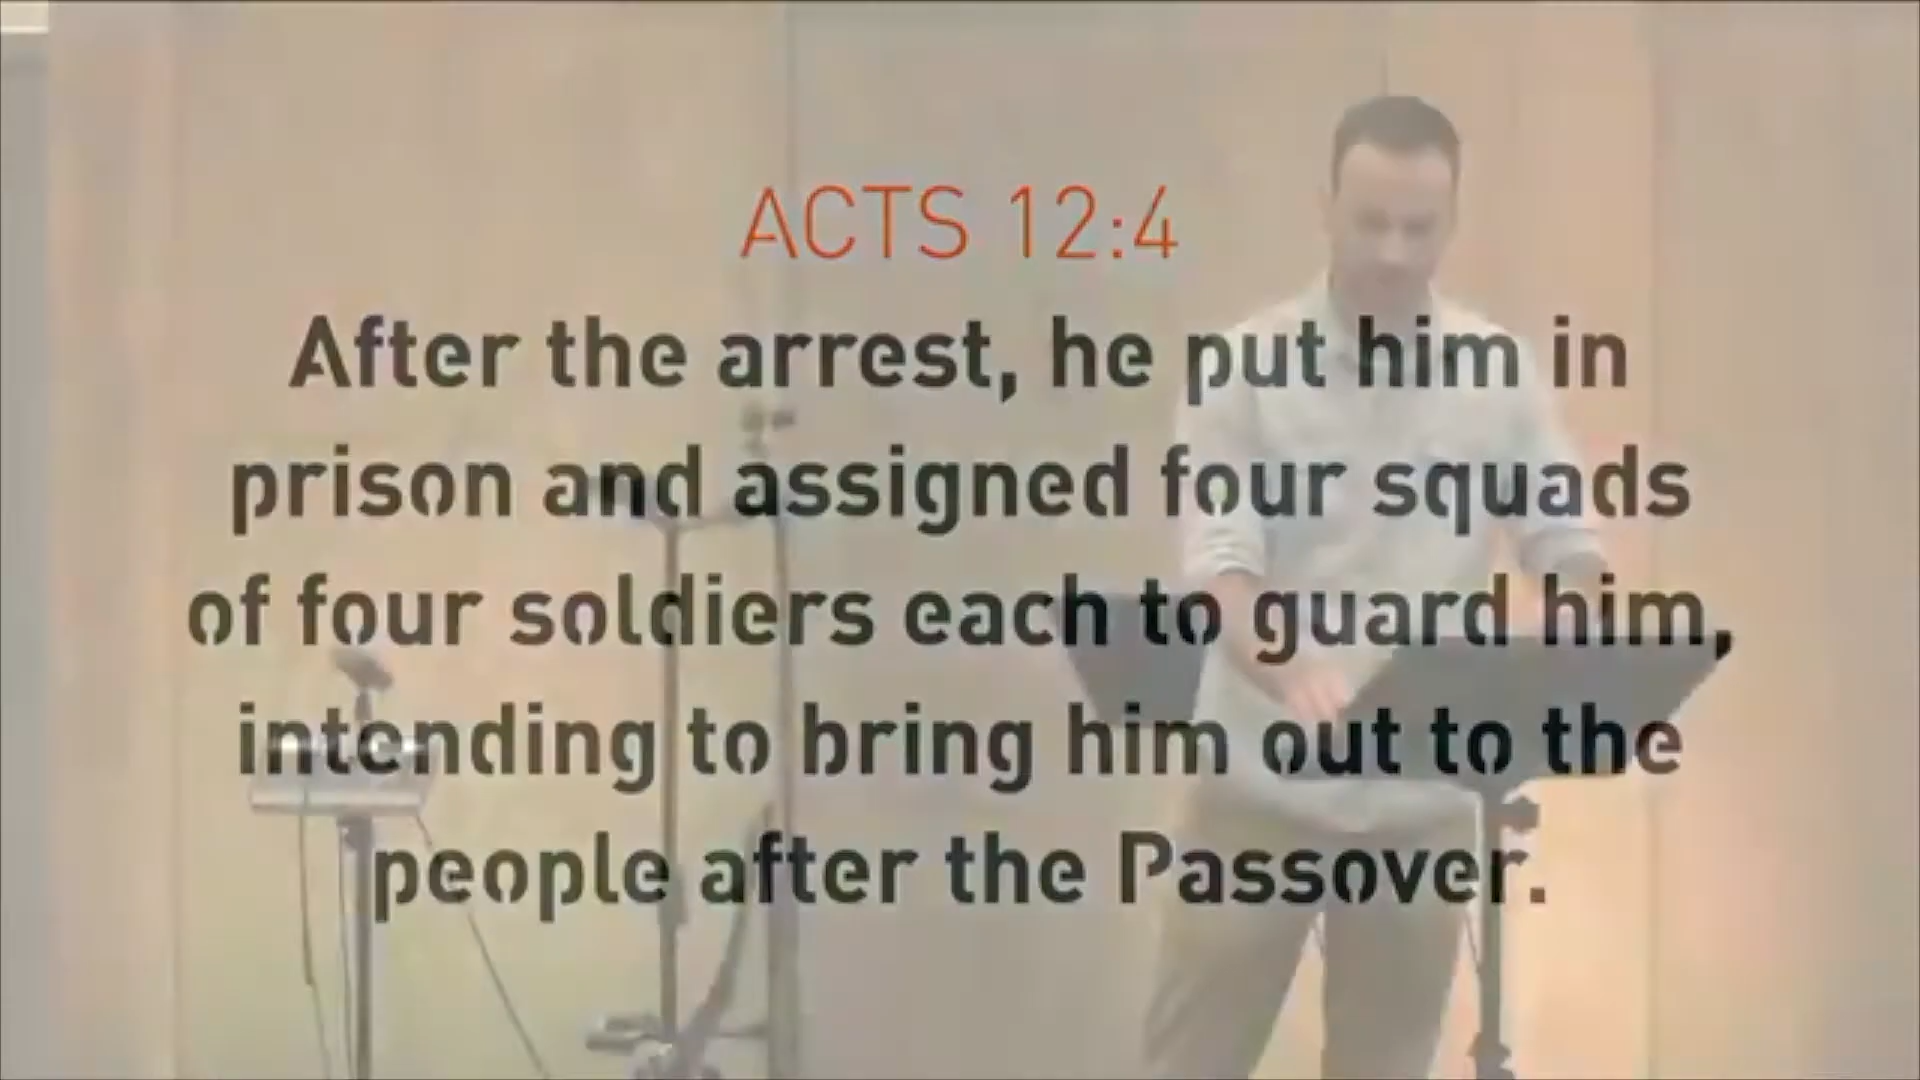 ACTS 12:4
After the arrest, he put him in
prison and assigned four squads
of four soldiers each to guard him,
intending to bring him out to the
people after the Passover.